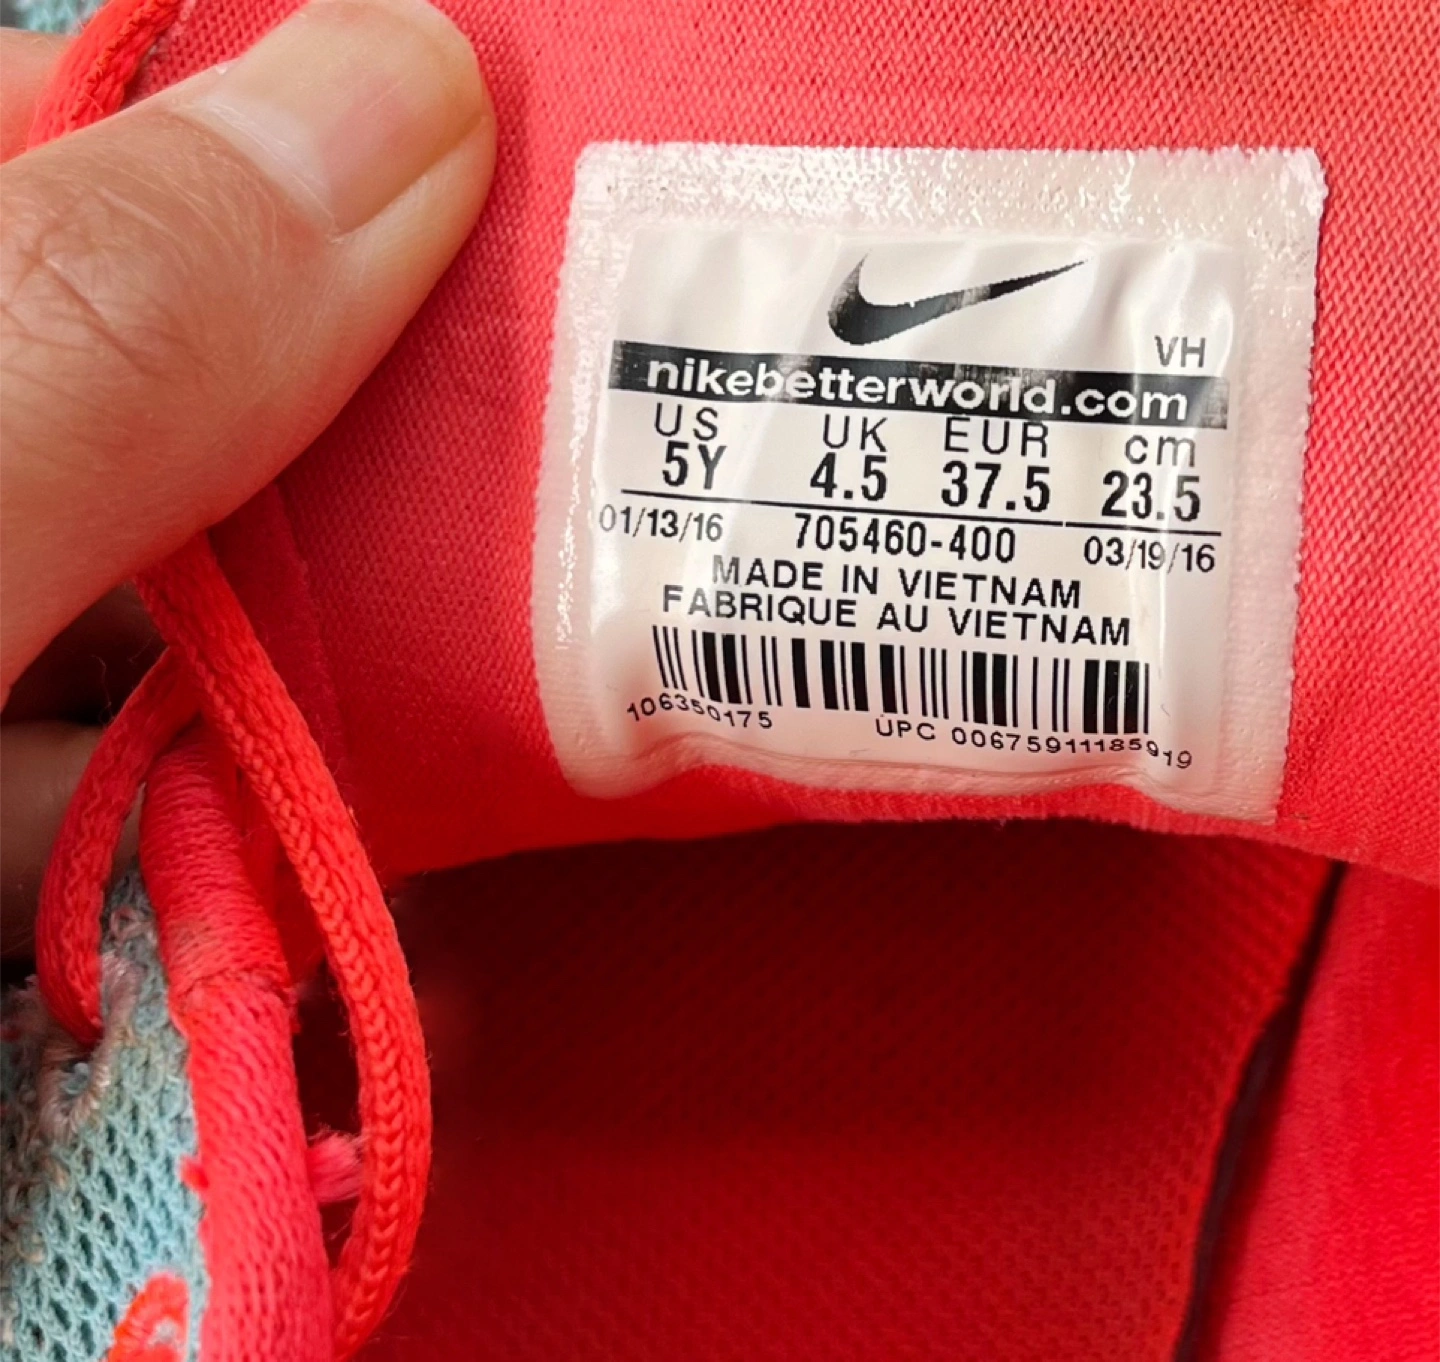 VH
nikebetterworld.com
US UK EUR cm
5Y 4.5 37.5 23.5
01/13/16 705460-400 03/19/16
MADE IN VIETNAM
FABRIQUE AU VIETNAM
106350175 UPC 00675911185919